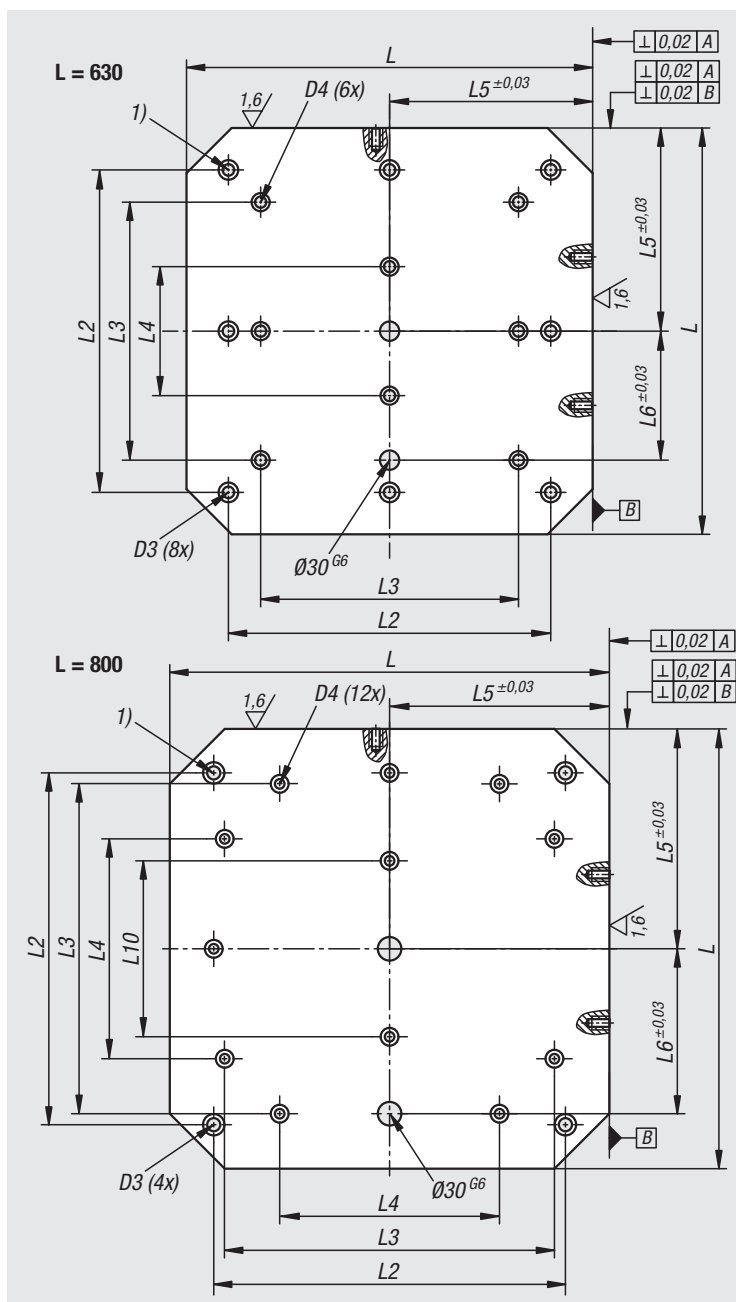 L = 630
L
⊥ 0,02 A
1)
1,6
D4 (6x)
L5 ±0,03
⊥ 0,02 A
⊥ 0,02 B
L2
L3
L4
L5 ±0,03
1,6
L
L6 ±0,03
D3 (8x)
Ø30 G6
B
L3
L2
L = 800
L
⊥ 0,02 A
1)
1,6
D4 (12x)
L5 ±0,03
⊥ 0,02 A
⊥ 0,02 B
L2
L3
L4
L10
L5 ±0,03
1,6
L
L6 ±0,03
D3 (4x)
Ø30 G6
B
L4
L3
L2